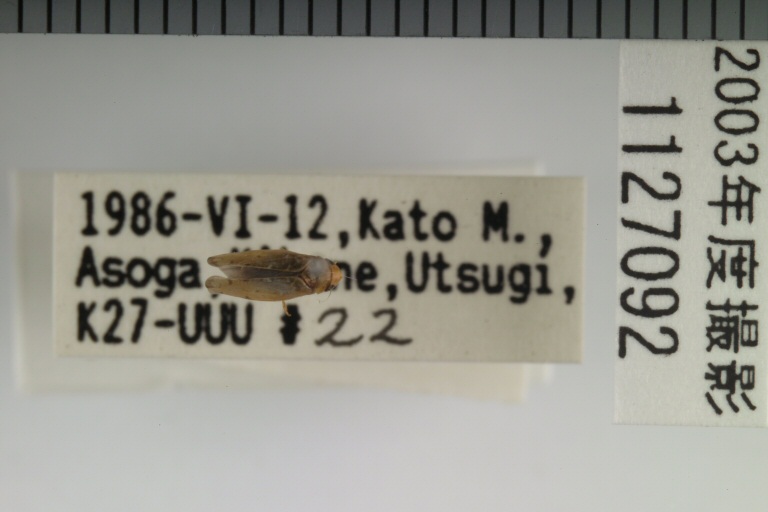 1986-VI-12, Kato M.,
Asoga ne, Utsugi,
K27-UUU # 22
2003年度撮影
1127092